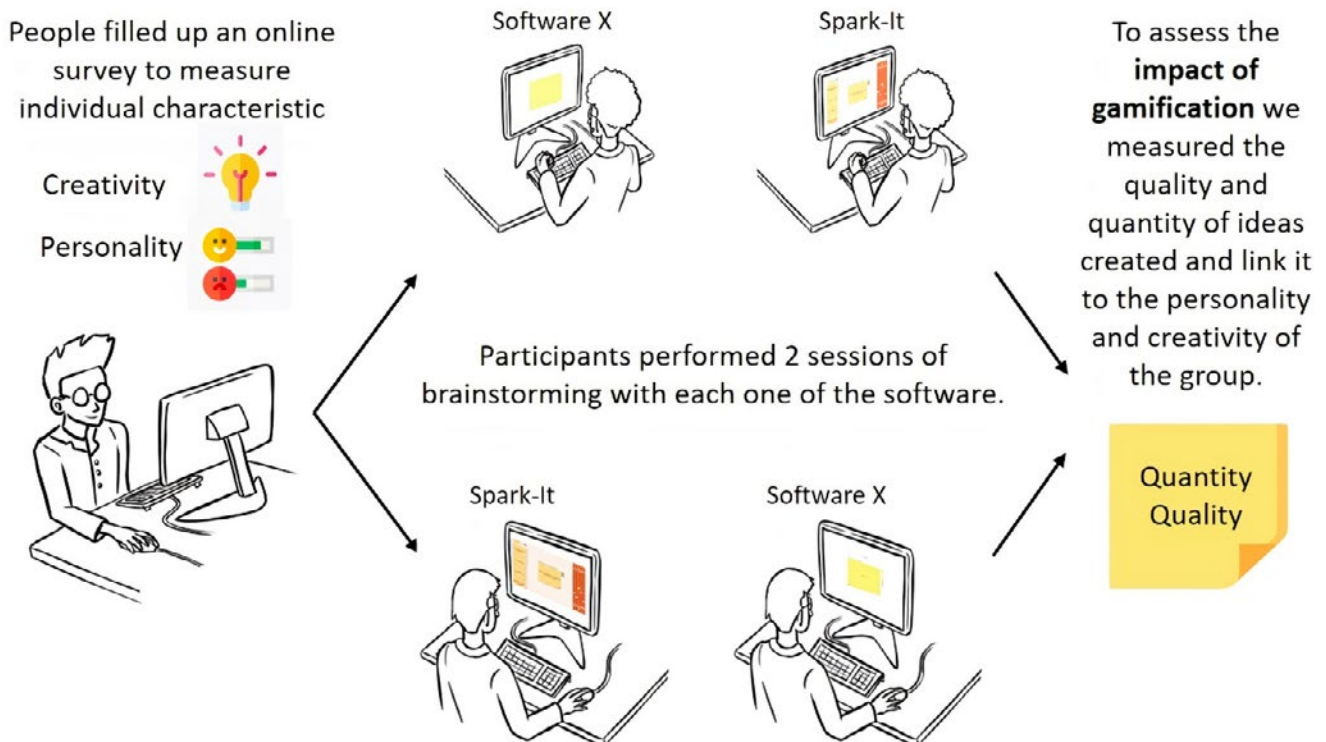 People filled up an online
survey to measure
individual characteristic
Creativity
Personality
Software X
Spark-It
Participants performed 2 sessions of
brainstorming with each one of the software.
Spark-It
Software X
To assess the
impact of
gamification we
measured the
quality and
quantity of ideas
created and link it
to the personality
and creativity of
the group.
Quantity
Quality